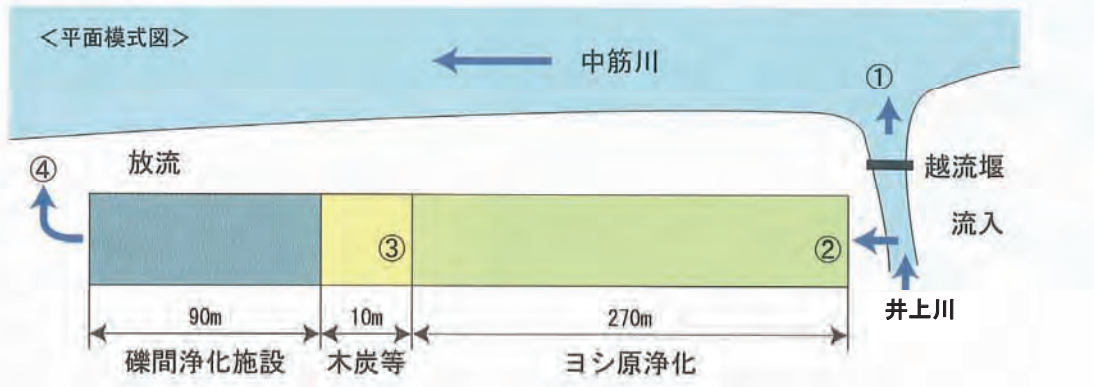 ＜平面模式図＞
中筋川
①
越流堰
放流
④
流入
③
②
井上川
90m
10m
270m
礫間浄化施設
木炭等
ヨシ原浄化